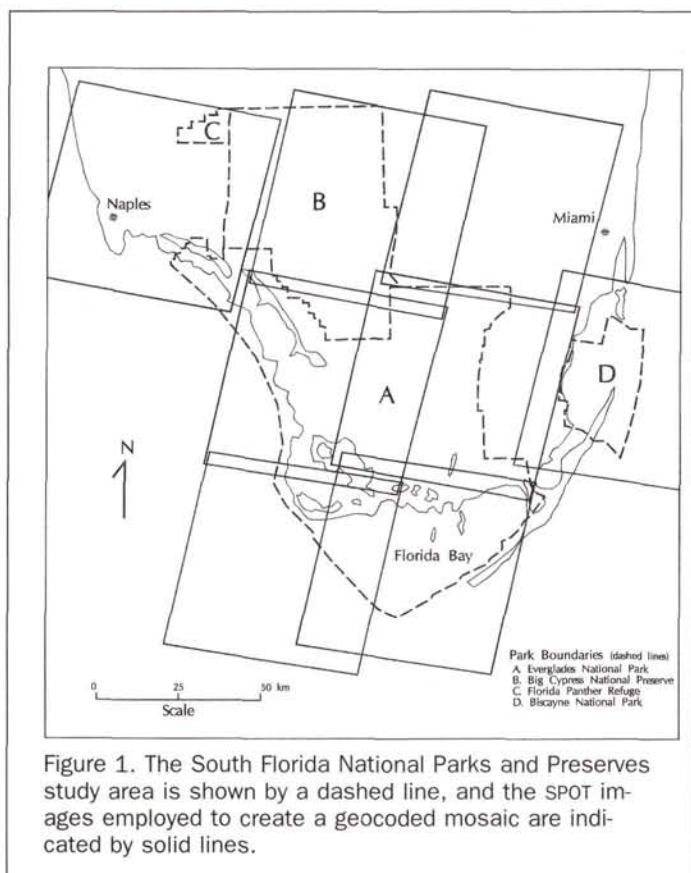 C
B
Naples
Miami
A
D
N
Florida Bay
Park Boundaries (dashed lines)
A. Everglades National Park
B. Big Cypress National Preserve
C. Florida Panther Refuge
D. Biscayne National Park
0 25 50 km
Scale
Figure 1. The South Florida National Parks and Preserves
study area is shown by a dashed line, and the SPOT im-
ages employed to create a geocoded mosaic are indi-
cated by solid lines.